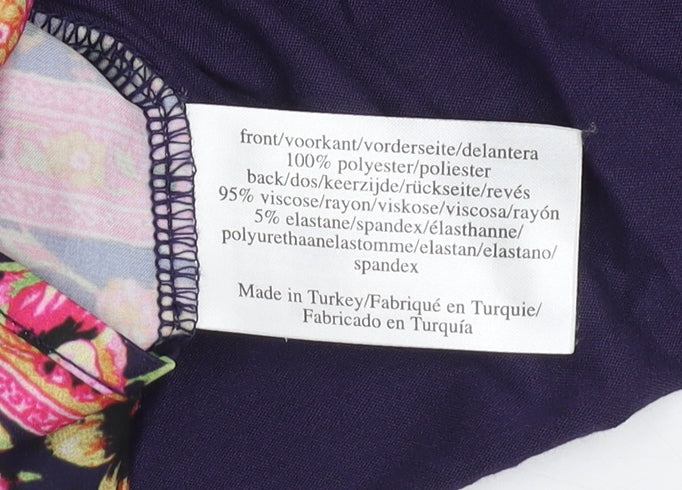 front/voorkant/vorderseite/delantera
100% polyester/poliester
back/dos/keerzijde/rückseite/revés
95% viscose/rayon/viskose/viscosa/rayón
5% elastane/spandex/élasthanne/
polyurethaanelastomme/elastan/elastano/
spandex
Made in Turkey/Fabriqué en Turquie/
Fabricado en Turquía